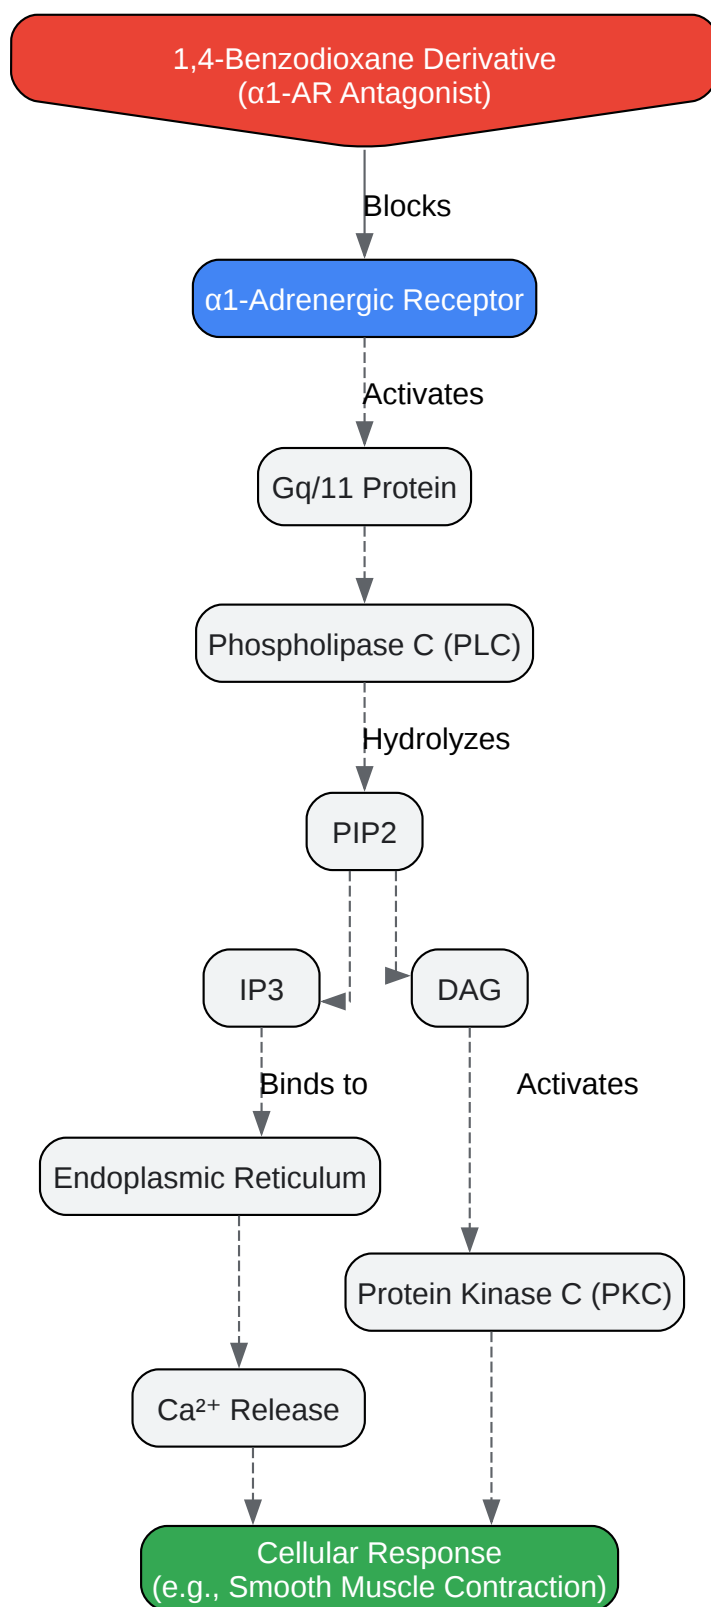 1,4-Benzodioxane Derivative
(α1-AR Antagonist)
Blocks
α1-Adrenergic Receptor
Activates
Gq/11 Protein
Phospholipase C (PLC)
Hydrolyzes
PIP2
IP3
DAG
Binds to
Activates
Endoplasmic Reticulum
Protein Kinase C (PKC)
Ca²⁺ Release
Cellular Response
(e.g., Smooth Muscle Contraction)